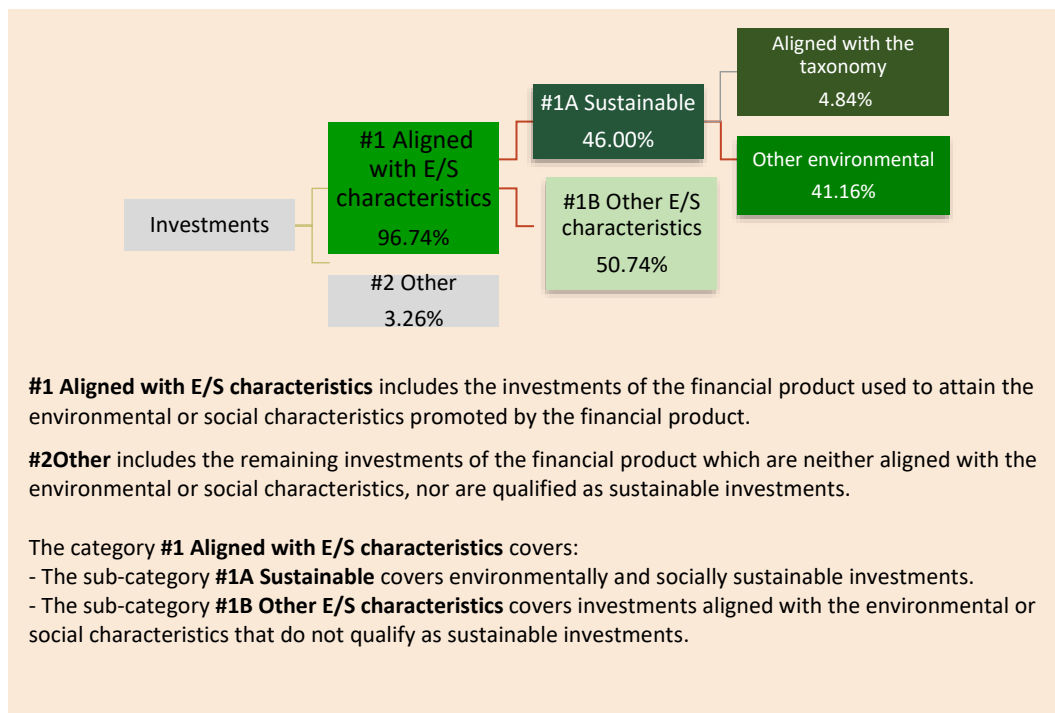 Investments
#1 Aligned
with E/S
characteristics
96.74%
#2 Other
3.26%
#1A Sustainable
46.00%
#1B Other E/S
characteristics
50.74%
Aligned with the
taxonomy
4.84%
Other environmental
41.16%
#1 Aligned with E/S characteristics includes the investments of the financial product used to attain the
environmental or social characteristics promoted by the financial product.
#2Other includes the remaining investments of the financial product which are neither aligned with the
environmental or social characteristics, nor are qualified as sustainable investments.
The category #1 Aligned with E/S characteristics covers:
- The sub-category #1A Sustainable covers environmentally and socially sustainable investments.
- The sub-category #1B Other E/S characteristics covers investments aligned with the environmental or
social characteristics that do not qualify as sustainable investments.